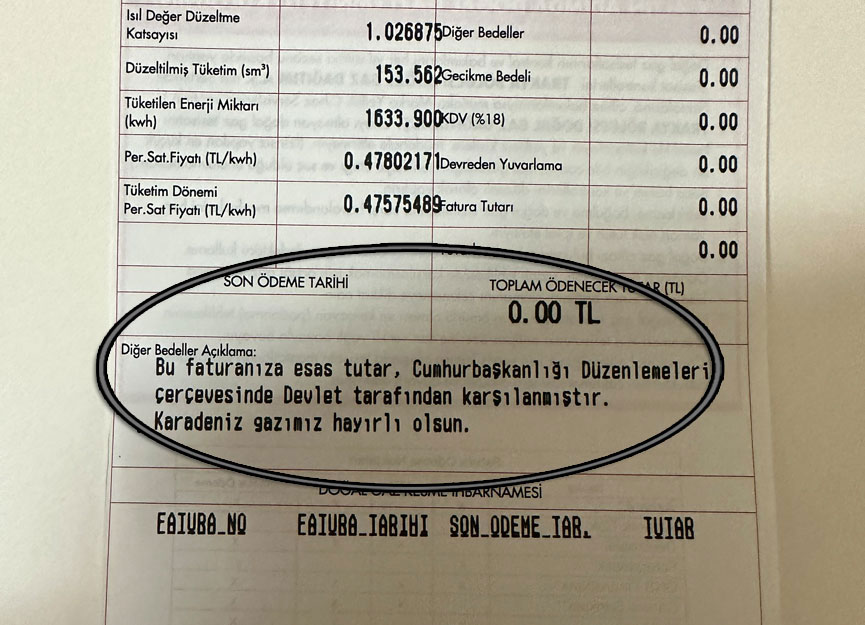 Isıl Değer Düzeltme
Katsayısı
1.026875
Diğer Bedeller
0.00
Düzeltilmiş Tüketim (sm³)
153.562
Gecikme Bedeli
0.00
Tüketilen Enerji Miktarı
(kwh)
1633.900
KDV (%18)
0.00
Per.Sat.Fiyatı (TL/kwh)
0.47802171
Devreden Yuvarlama
0.00
Tüketim Dönemi
Per.Sat Fiyatı (TL/kwh)
0.47575489
Fatura Tutarı
0.00
0.00
SON ÖDEME TARİHİ
TOPLAM ÖDENECEK TUTAR (TL)
0.00 TL
Diğer Bedeller Açıklama:
Bu faturanıza esas tutar, Cumhurbaşkanlığı Düzenlemeleri
çerçevesinde Devlet tarafından karşılanmıştır.
Karadeniz gazımız hayırlı olsun.
DOĞAL GAZ KESME İHBARNAMESİ
FATURA_NO FATURA_TARIHI SON_ODEME_TAR. TUTAR